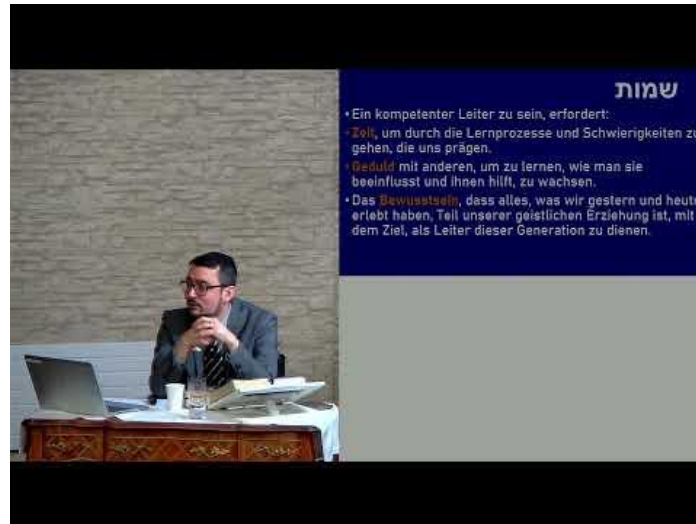 שמות
• Ein kompetenter Leiter zu sein, erfordert:
• Zeit, um durch die Lernprozesse und Schwierigkeiten zu
gehen, die uns prägen.
• Geduld mit anderen, um zu lernen, wie man sie
beeinflusst und ihnen hilft, zu wachsen.
• Das Bewusstsein, dass alles, was wir gestern und heute
erlebt haben, Teil unserer geistlichen Erziehung ist, mit
dem Ziel, als Leiter dieser Generation zu dienen.